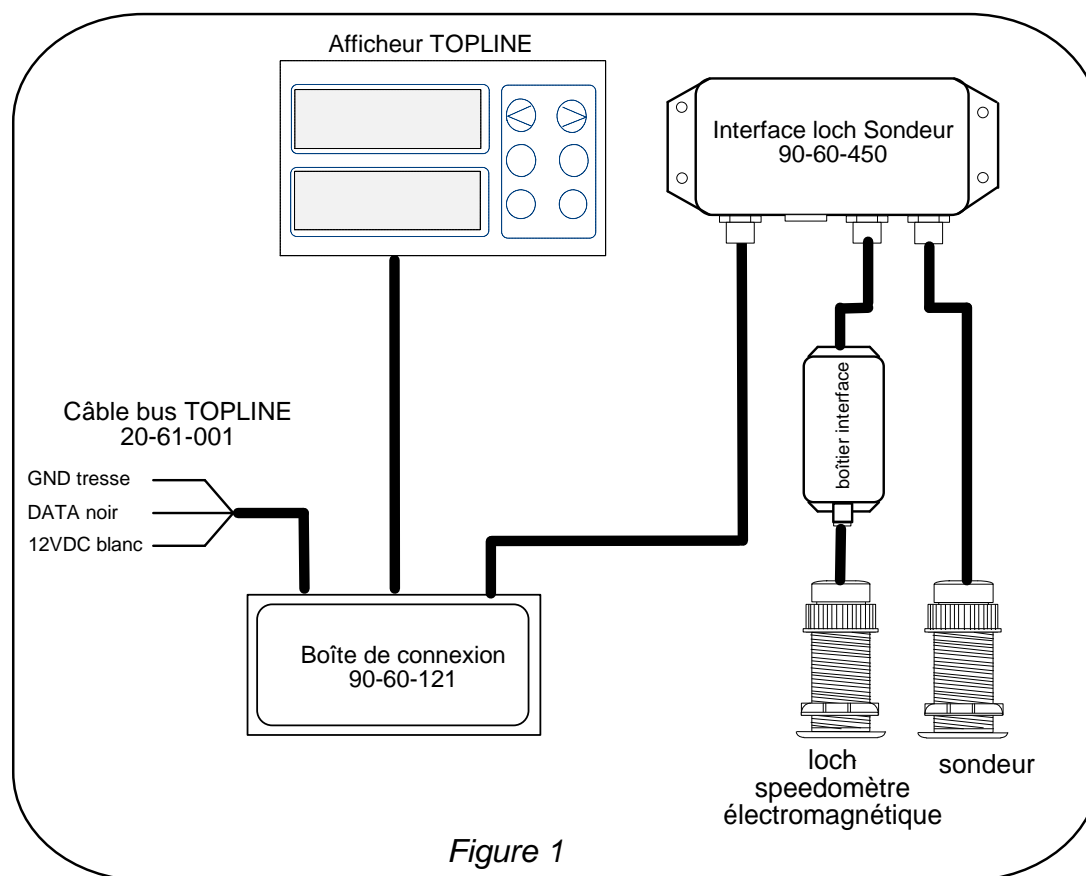 Afficheur TOPLINE
Interface loch Sondeur
90-60-450
boîtier interface
Câble bus TOPLINE
20-61-001
GND tresse
DATA noir
12VDC blanc
Boîte de connexion
90-60-121
loch
speedomètre
électromagnétique
sondeur
Figure 1